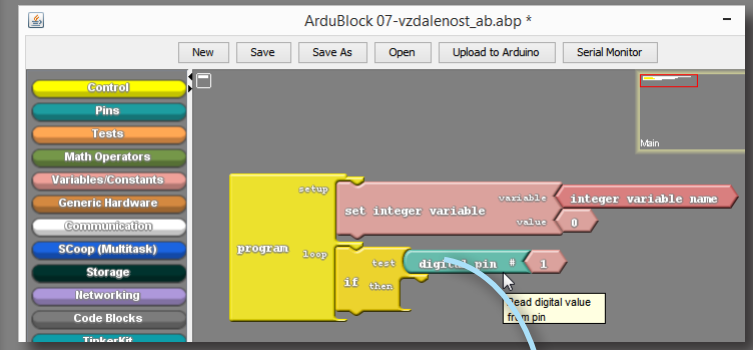 ArduBlock 07-vzdalenost_ab.abp *
New Save Save As Open Upload to Arduino Serial Monitor
Control
Pins
Tests
Math Operators
Variables/Constants
Generic Hardware
Communication
SCoop (Multitask)
Storage
Networking
Code Blocks
TinkerKit
Main
program
setup
set integer variable
variable
integer variable name
value
0
loop
if
test
digital pin #
1
then
Read digital value
from pin